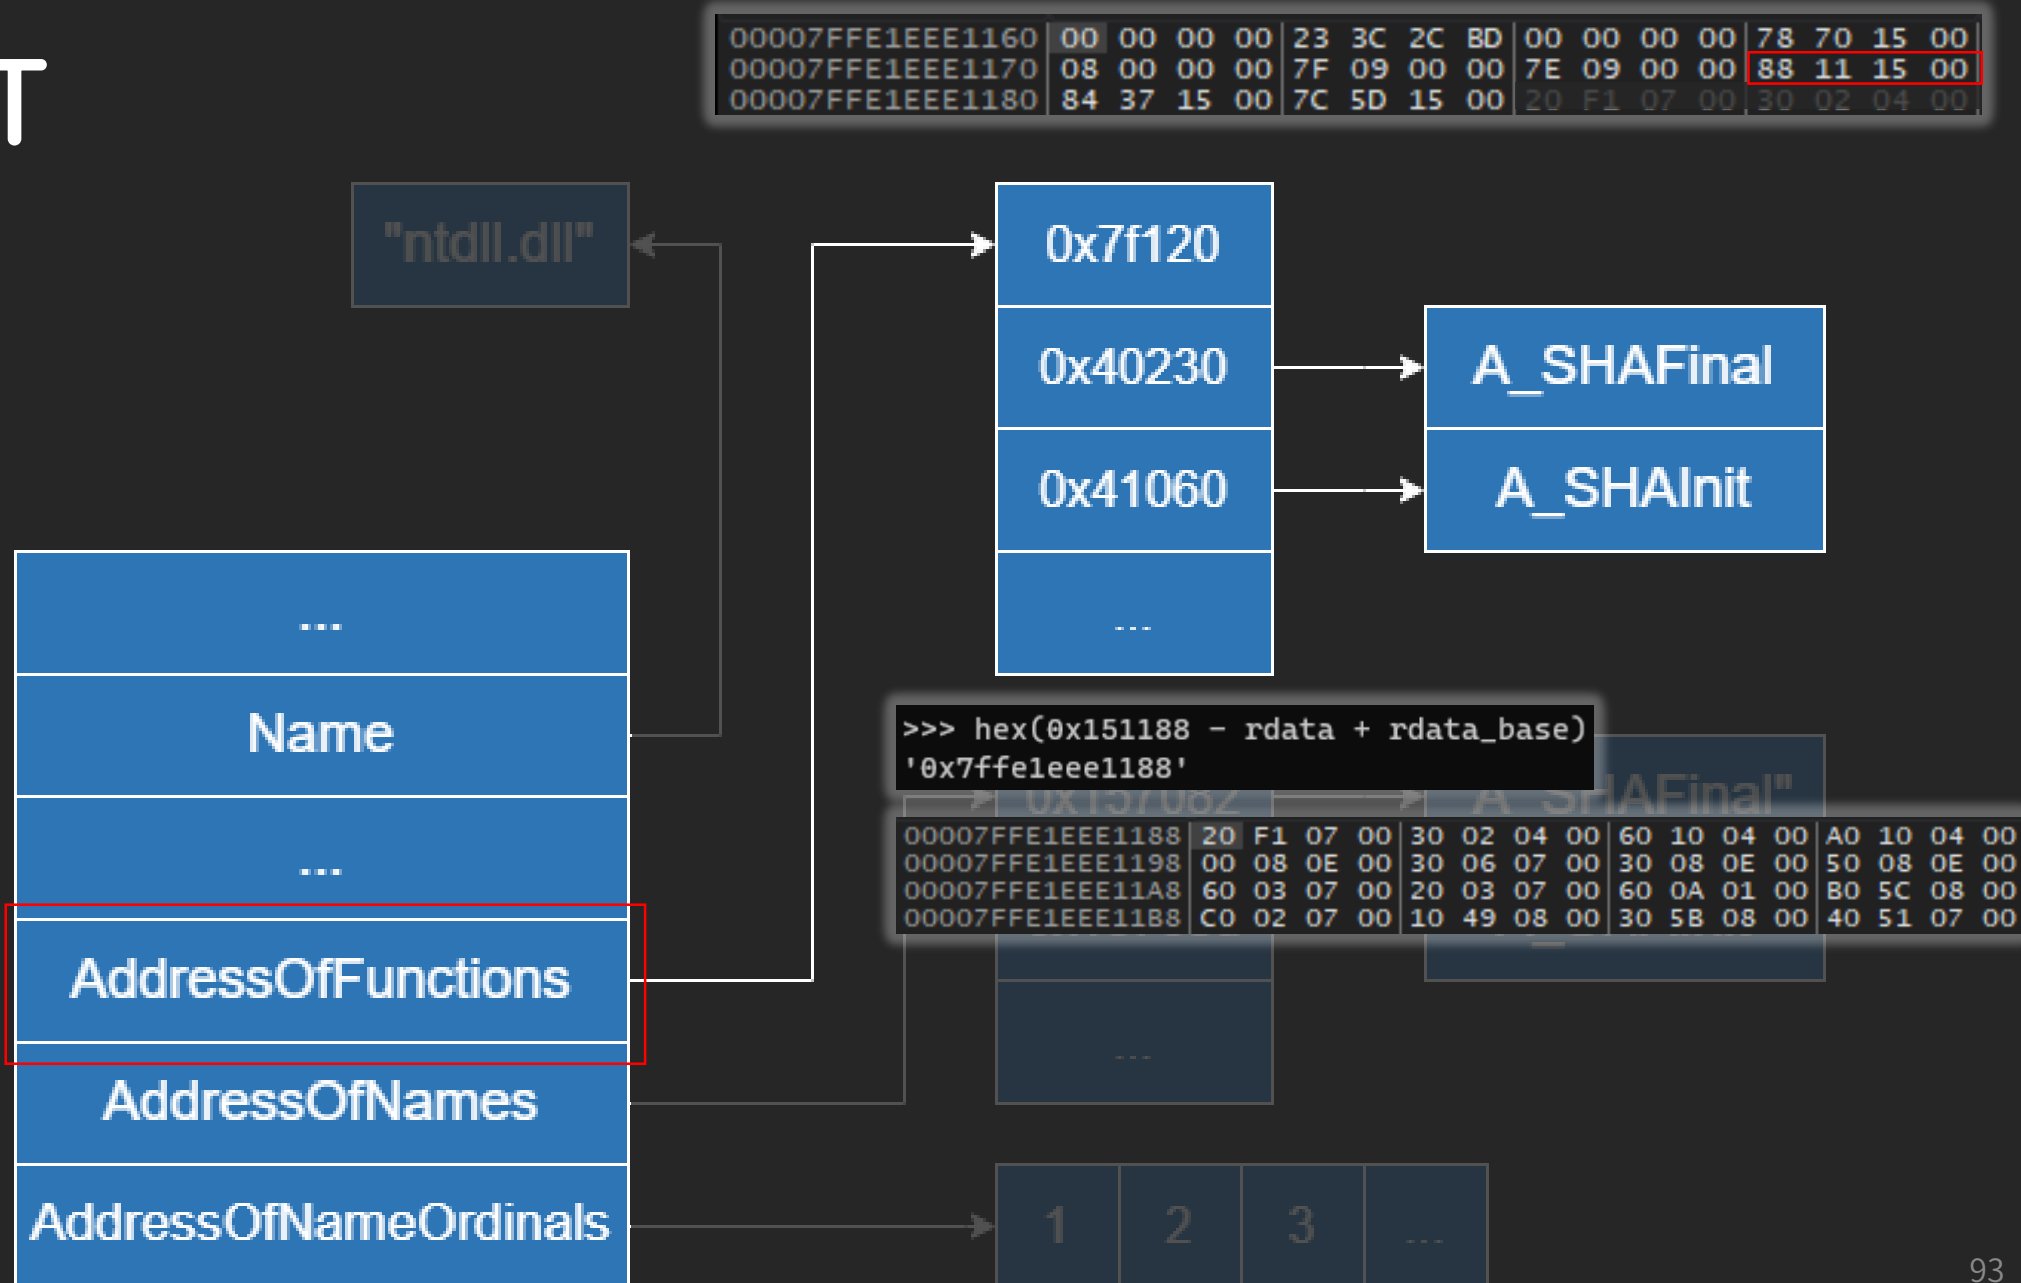 T
00007FFE1EEE1160 00 00 00 00 23 3C 2C BD 00 00 00 00 78 70 15 00
00007FFE1EEE1170 08 00 00 00 7F 09 00 00 7E 09 00 00 88 11 15 00
00007FFE1EEE1180 84 37 15 00 7C 5D 15 00 20 F1 07 00 30 02 04 00
"ntdll.dll"
0x7f120
0x40230
A_SHAFinal
0x41060
A_SHAInit
...
...
Name
>>> hex(0x151188 - rdata + rdata_base)
'0x7ffe1eee1188'
0x157082
A_SHAFinal"
...
00007FFE1EEE1188 20 F1 07 00 30 02 04 00 60 10 04 00 A0 10 04 00
00007FFE1EEE1198 00 08 0E 00 30 06 07 00 30 08 0E 00 50 08 0E 00
00007FFE1EEE11A8 60 03 07 00 20 03 07 00 60 0A 01 00 B0 5C 08 00
00007FFE1EEE11B8 C0 02 07 00 10 49 08 00 30 5B 08 00 40 51 07 00
AddressOfFunctions
...
AddressOfNames
AddressOfNameOrdinals
1 2 3 ...
93